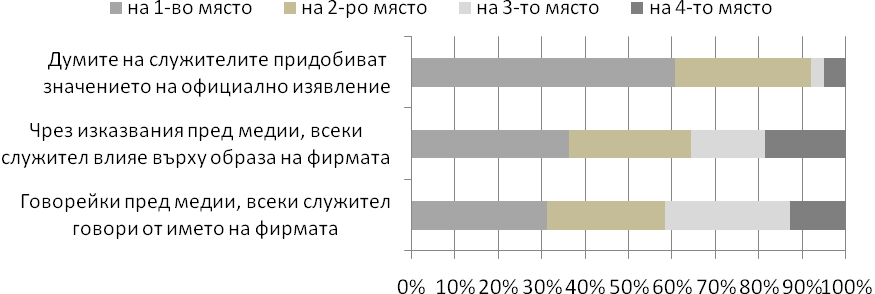 на 1-во място на 2-ро място на 3-то място на 4-то място
Думите на служителите придобиват
значението на официално изявление
Чрез изказвания пред медии, всеки
служител влияе върху образа на фирмата
Говорейки пред медии, всеки служител
говори от името на фирмата
0% 10% 20% 30% 40% 50% 60% 70% 80% 90% 100%